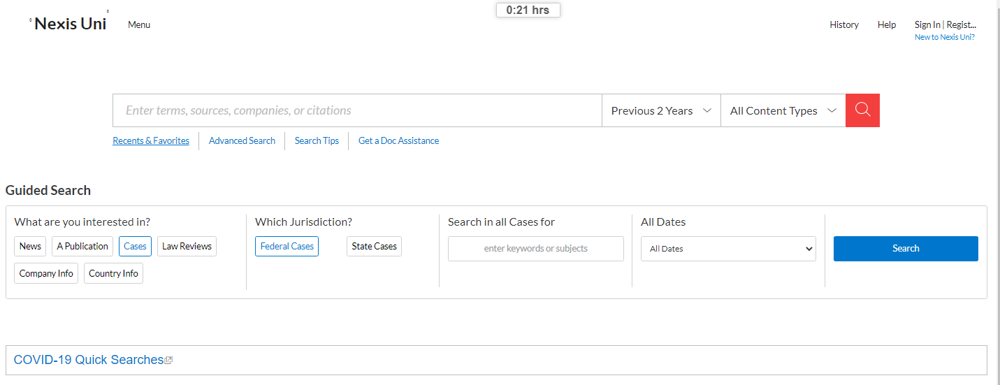 0:21 hrs
Nexis Uni Menu History Help Sign In | Regist...
New to Nexis Uni?
Enter terms, sources, companies, or citations Previous 2 Years All Content Types
Recents & Favorites Advanced Search Search Tips Get a Doc Assistance
Guided Search
What are you interested in? Which Jurisdiction? Search in all Cases for All Dates
News A Publication Cases Law Reviews Federal Cases State Cases enter keywords or subjects All Dates Search
Company Info Country Info
COVID-19 Quick Searches